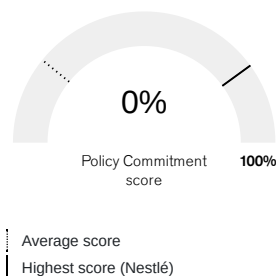 0%
Policy Commitment 100%
score
Average score
Highest score (Nestlé)